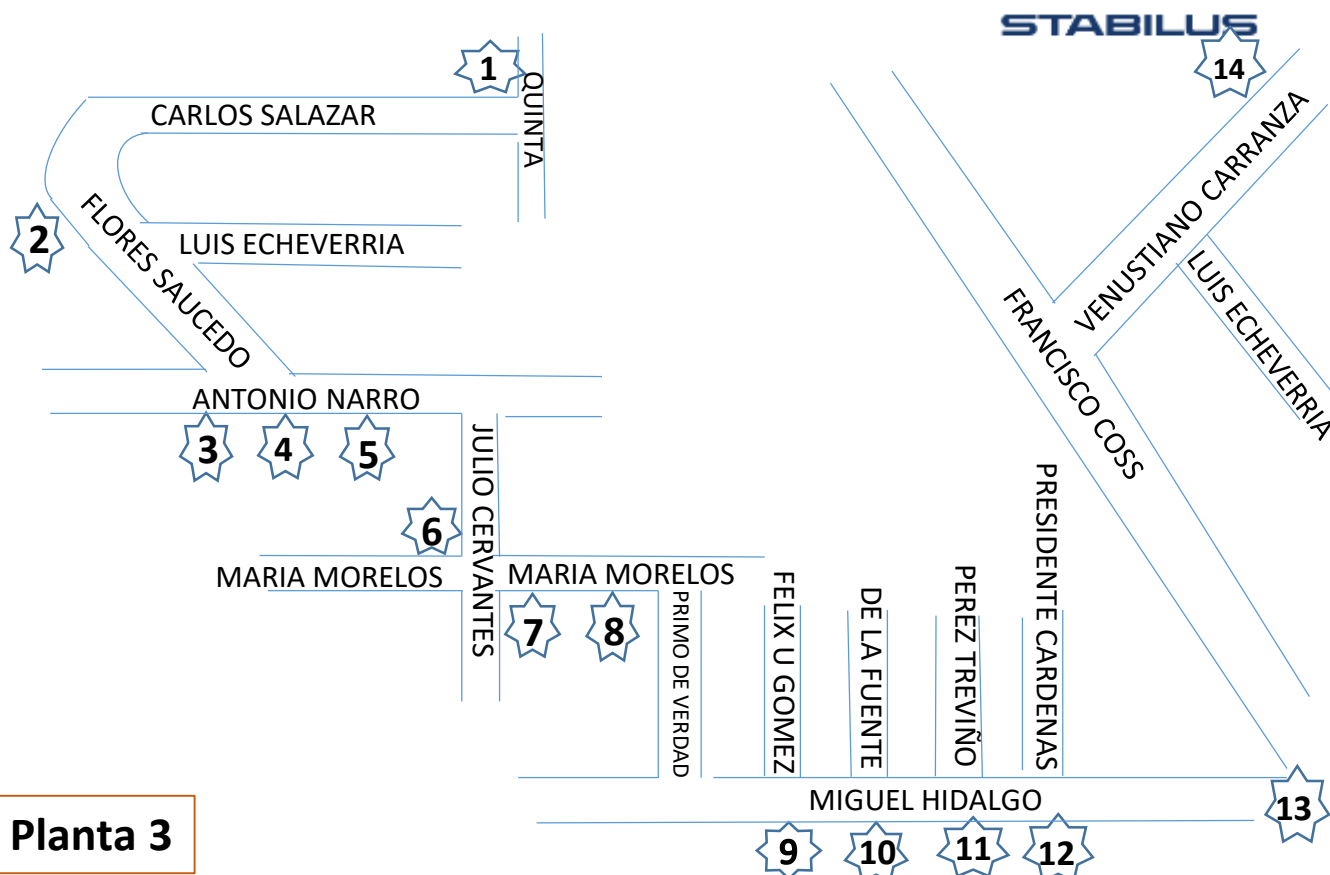 STABILUS
1
14
QUINTA
CARLOS SALAZAR
VENUSTIANO CARRANZA
2
FLORES SAUCEDO
LUIS ECHEVERRIA
LUIS ECHEVERRIA
FRANCISCO COSS
ANTONIO NARRO
3
4
5
JULIO CERVANTES
6
PRESIDENTE CARDENAS
MARIA MORELOS
MARIA MORELOS
7
8
PRIMO DE VERDAD
FELIX U GOMEZ
DE LA FUENTE
PEREZ TREVIÑO
MIGUEL HIDALGO
13
Planta 3
9
10
11
12